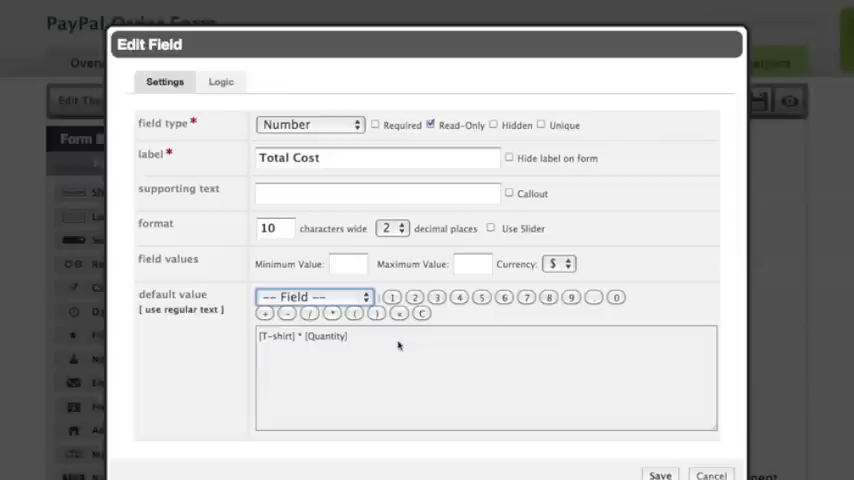 PayPal Order Form
Edit Field
Settings Logic
field type * Number Required Read-Only Hidden Unique
label * Total Cost Hide label on form
supporting text Callout
format 10 characters wide 2 decimal places Use Slider
field values Minimum Value: Maximum Value: Currency: $
default value -- Field -- 1 2 3 4 5 6 7 8 9 . 0
[ use regular text ] + - / * ( ) « C
[T-shirt] * [Quantity]
Save Cancel
Edit The
Form